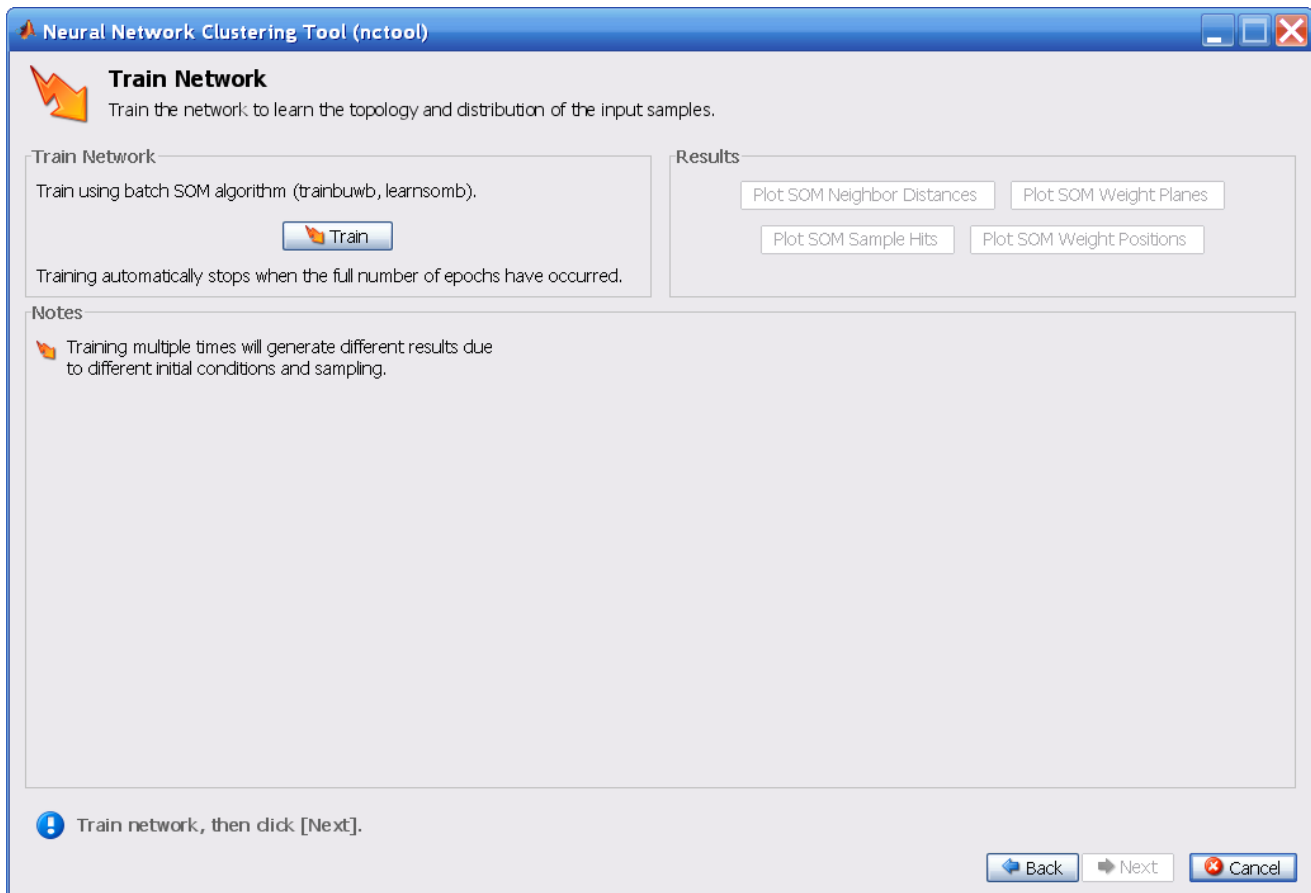 Neural Network Clustering Tool (nctool)
Train Network
Train the network to learn the topology and distribution of the input samples.
Train Network
Train using batch SOM algorithm (trainbuwb, learnsomb).
Train
Training automatically stops when the full number of epochs have occurred.
Results
Plot SOM Neighbor Distances
Plot SOM Weight Planes
Plot SOM Sample Hits
Plot SOM Weight Positions
Notes
Training multiple times will generate different results due
to different initial conditions and sampling.
Train network, then click [Next].
Back
Next
Cancel